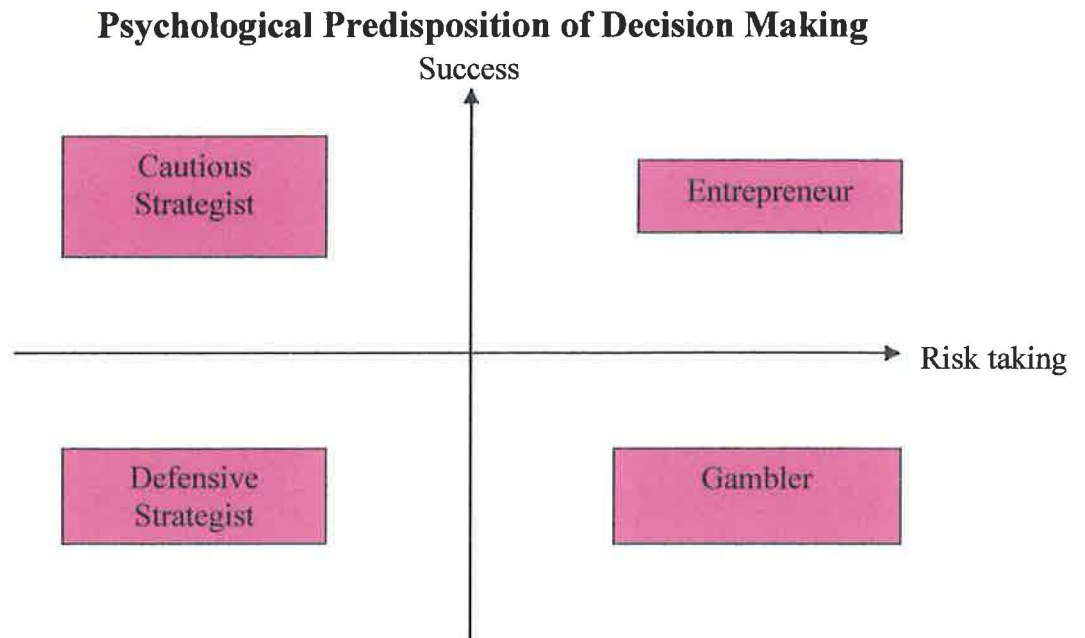 Psychological Predisposition of Decision Making
Success
Cautious
Strategist
Entrepreneur
Risk taking
Defensive
Strategist
Gambler